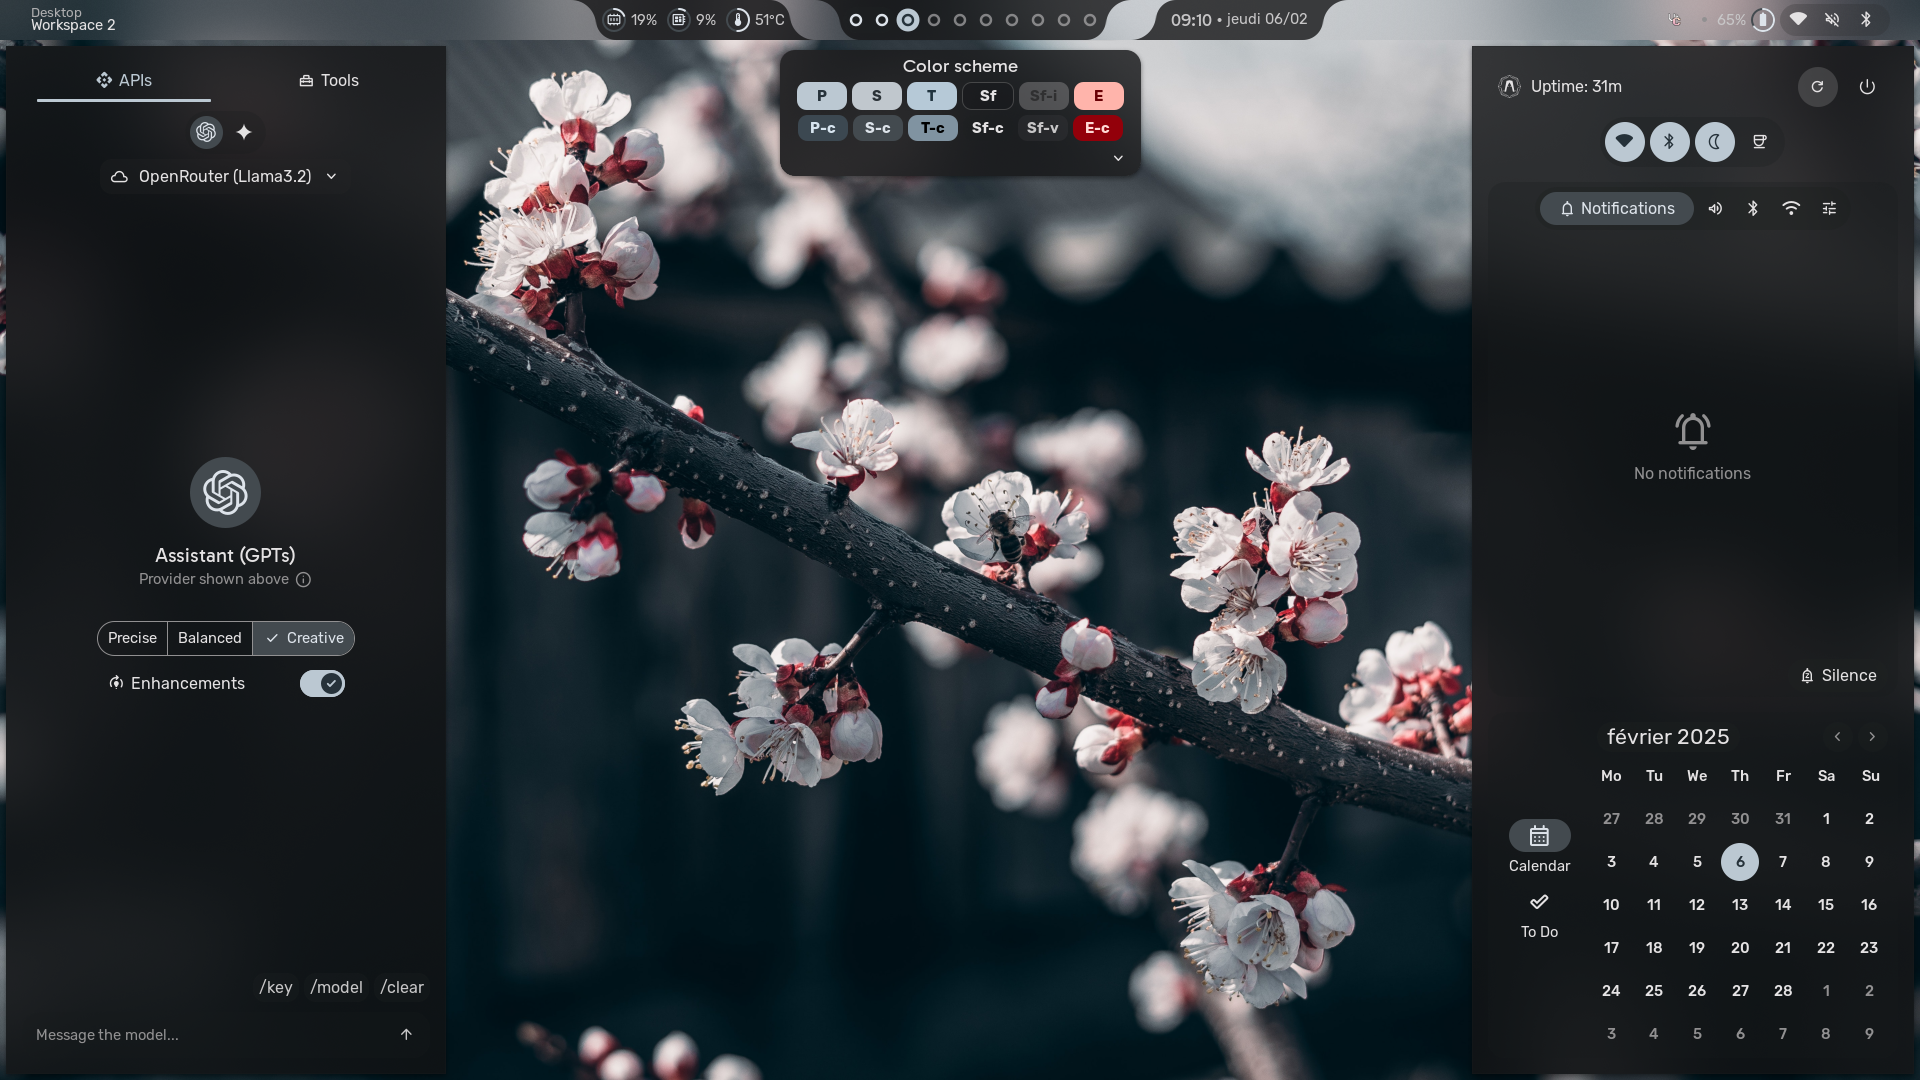 Desktop
Workspace 2
19%
9%
51°C
09:10 • jeudi 06/02
65%
APIs
Tools
OpenRouter (Llama3.2)
Assistant (GPTs)
Provider shown above
Precise
Balanced
Creative
Enhancements
/key
/model
/clear
Message the model...
Color scheme
P
S
T
Sf
Sf-i
E
P-c
S-c
T-c
Sf-c
Sf-v
E-c
Uptime: 31m
Notifications
No notifications
Silence
Calendar
To Do
février 2025
Mo Tu We Th Fr Sa Su
27 28 29 30 31 1 2
3 4 5 6 7 8 9
10 11 12 13 14 15 16
17 18 19 20 21 22 23
24 25 26 27 28 1 2
3 4 5 6 7 8 9